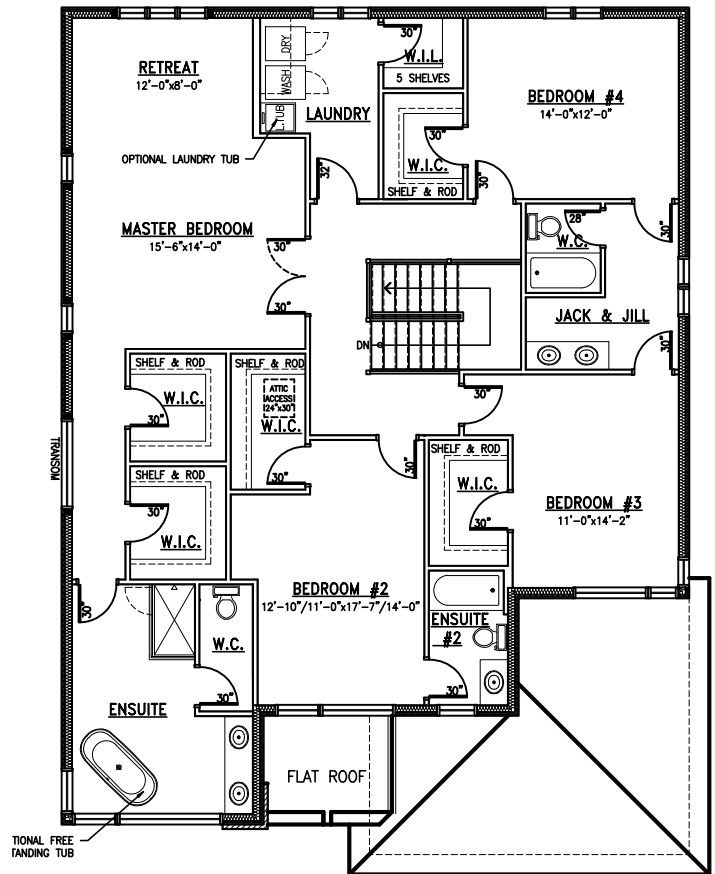 RETREAT
12'-0"x8'-0"
DRY
WASH
L.TUB
LAUNDRY
30"
W.I.L.
5 SHELVES
BEDROOM #4
14'-0"x12'-0"
OPTIONAL LAUNDRY TUB
32"
30"
W.I.C.
SHELF & ROD
30"
MASTER BEDROOM
15'-6"x14'-0"
30"
30"
28"
W.C.
30"
JACK & JILL
30"
DN
SHELF & ROD
W.I.C.
30"
SHELF & ROD
ATTIC
ACCESS
24"x30"
W.I.C.
30"
30"
30"
TRANSOM
SHELF & ROD
30"
W.I.C.
SHELF & ROD
W.I.C.
30"
BEDROOM #3
11'-0"x14'-2"
BEDROOM #2
12'-10"/11'-0"x17'-7"/14'-0"
30"
W.C.
30"
ENSUITE
#2
30"
ENSUITE
FLAT ROOF
TIONAL FREE
TANDING TUB